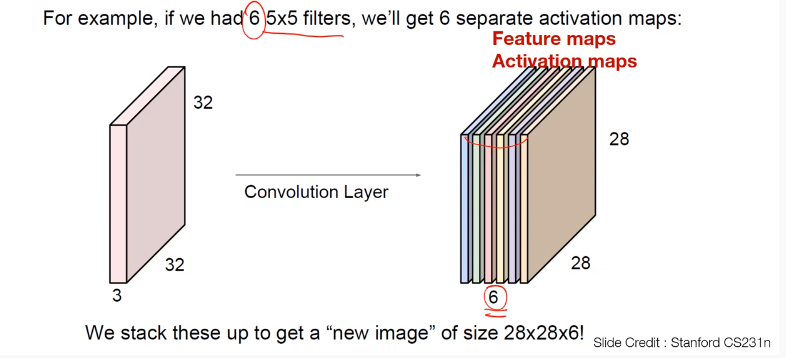 For example, if we had 6 5x5 filters, we'll get 6 separate activation maps:
Feature maps
Activation maps
32
28
Convolution Layer
32
28
3
6
We stack these up to get a “new image” of size 28x28x6!
Slide Credit : Stanford CS231n